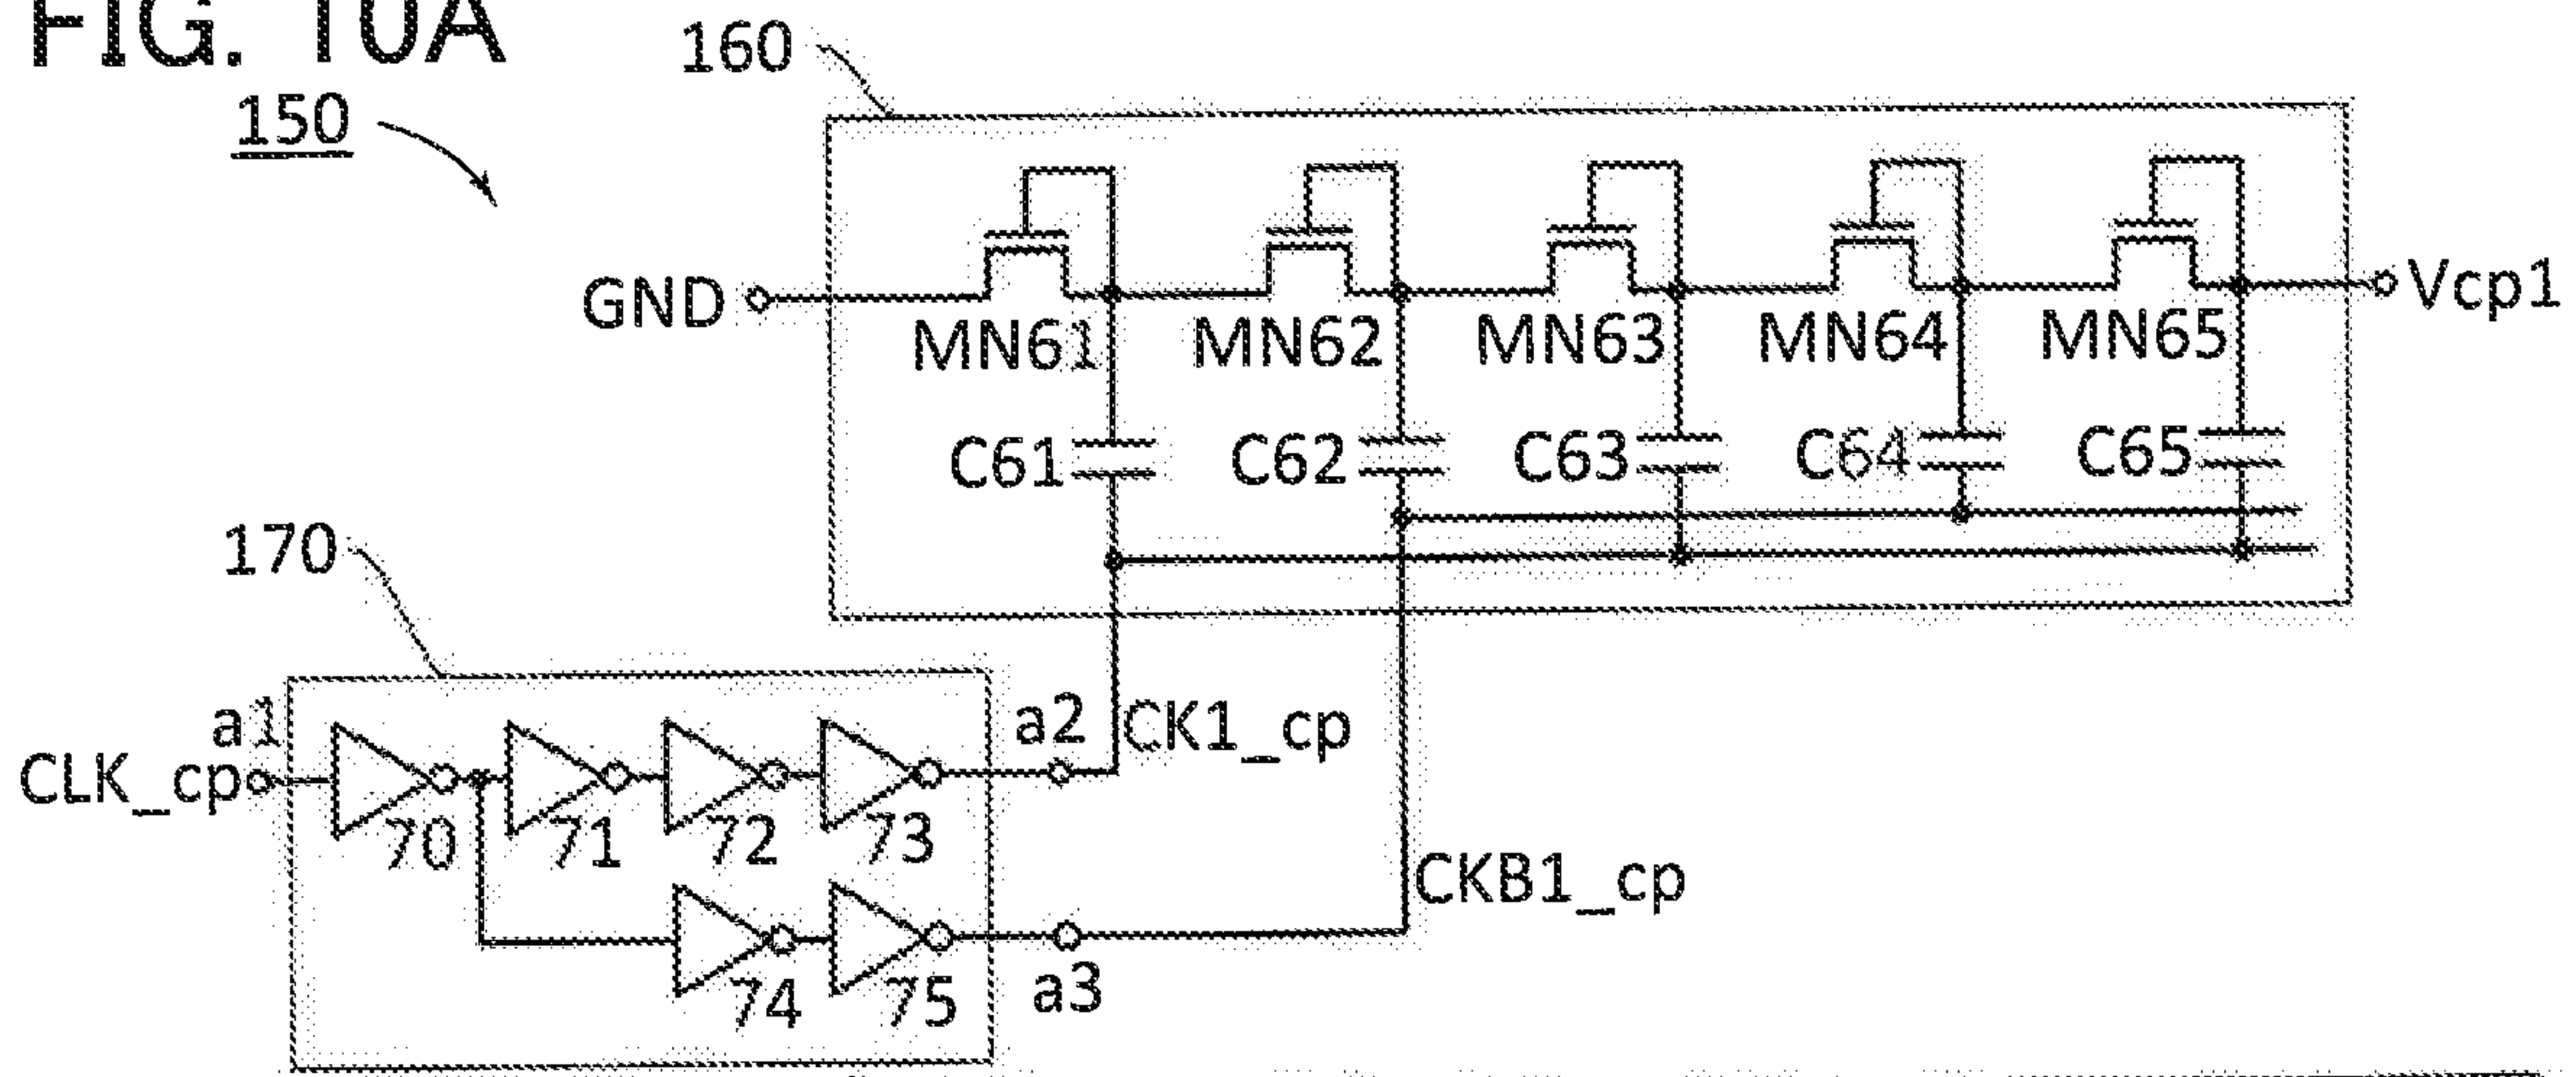 FIG. 10A
160
150
GND
Vcp1
MN61 MN62 MN63 MN64 MN65
C61 C62 C63 C64 C65
170
a1
a2
CK1_cp
CLK_cp
70 71 72 73
CKB1_cp
74 75
a3